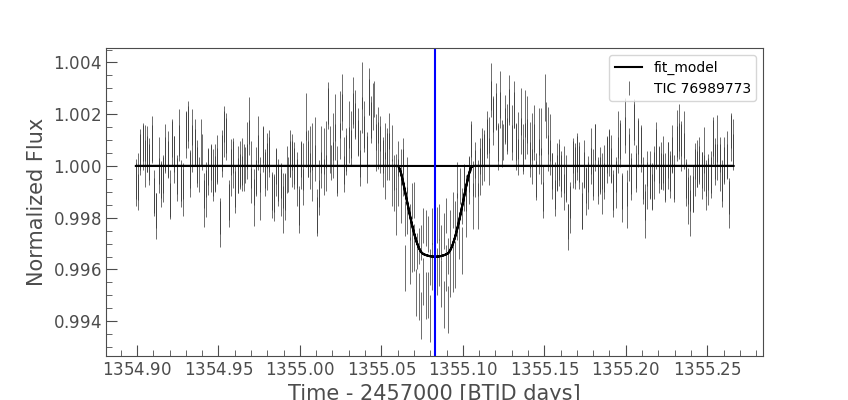 1.004
1.002
1.000
0.998
0.996
0.994
Normalized Flux
fit_model
TIC 76989773
1354.90 1354.95 1355.00 1355.05 1355.10 1355.15 1355.20 1355.25
Time - 2457000 [BTJD days]